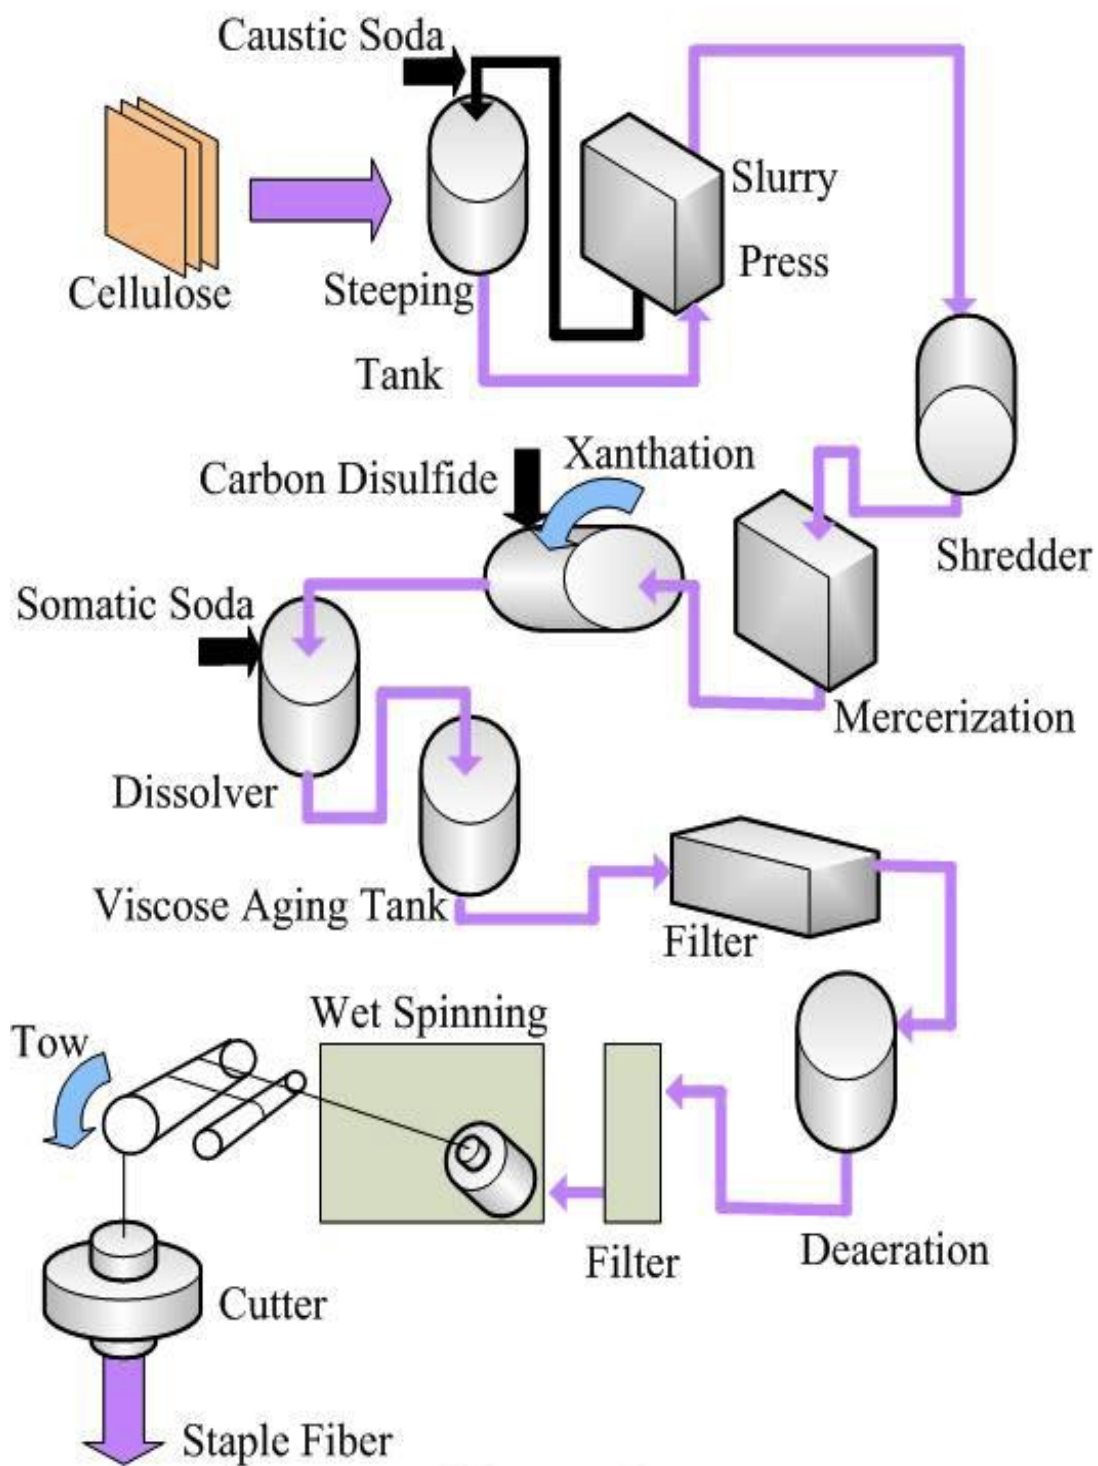 Caustic Soda
Cellulose
Steeping
Tank
Slurry
Press
Shredder
Xanthation
Carbon Disulfide
Mercerization
Somatic Soda
Dissolver
Viscose Aging Tank
Filter
Deaeration
Filter
Wet Spinning
Tow
Cutter
Staple Fiber